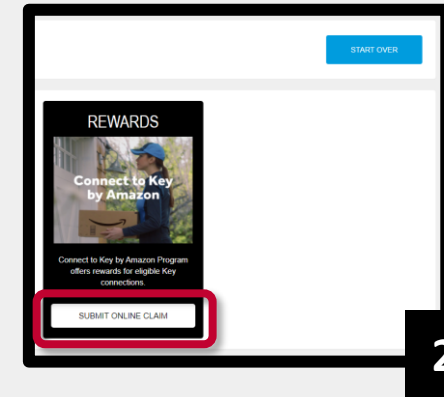 START OVER
REWARDS
Connect to Key
by Amazon
Connect to Key by Amazon Program
offers rewards for eligible Key
connections.
SUBMIT ONLINE CLAIM
2